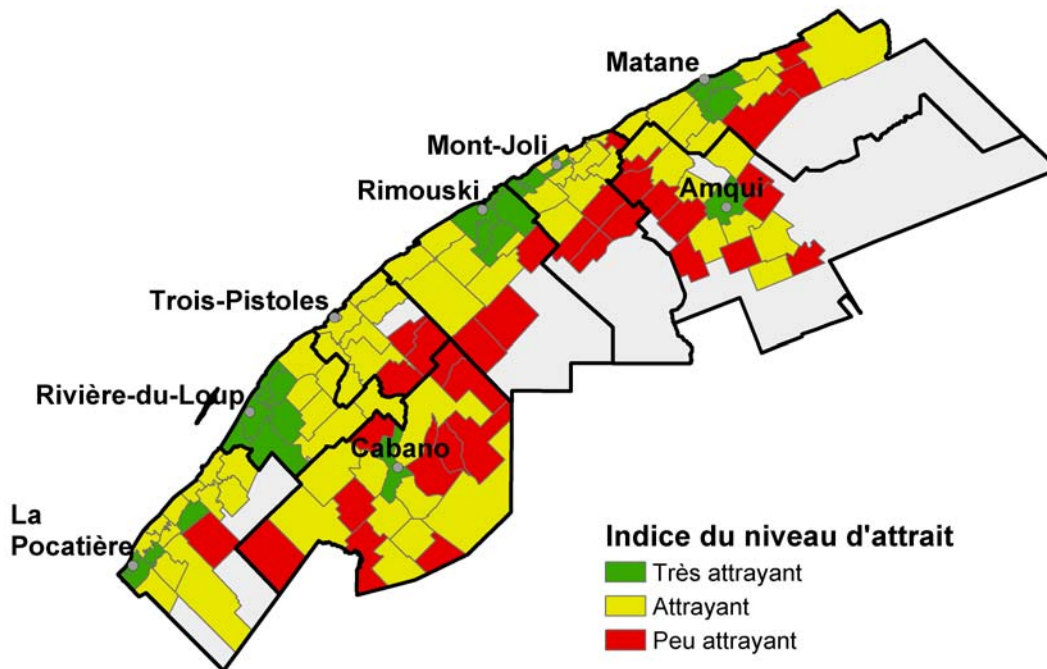 Matane
Mont-Joli
Amqui
Rimouski
Trois-Pistoles
Rivière-du-Loup
Cabano
La
Pocatière
Indice du niveau d'attrait
Très attrayant
Attrayant
Peu attrayant